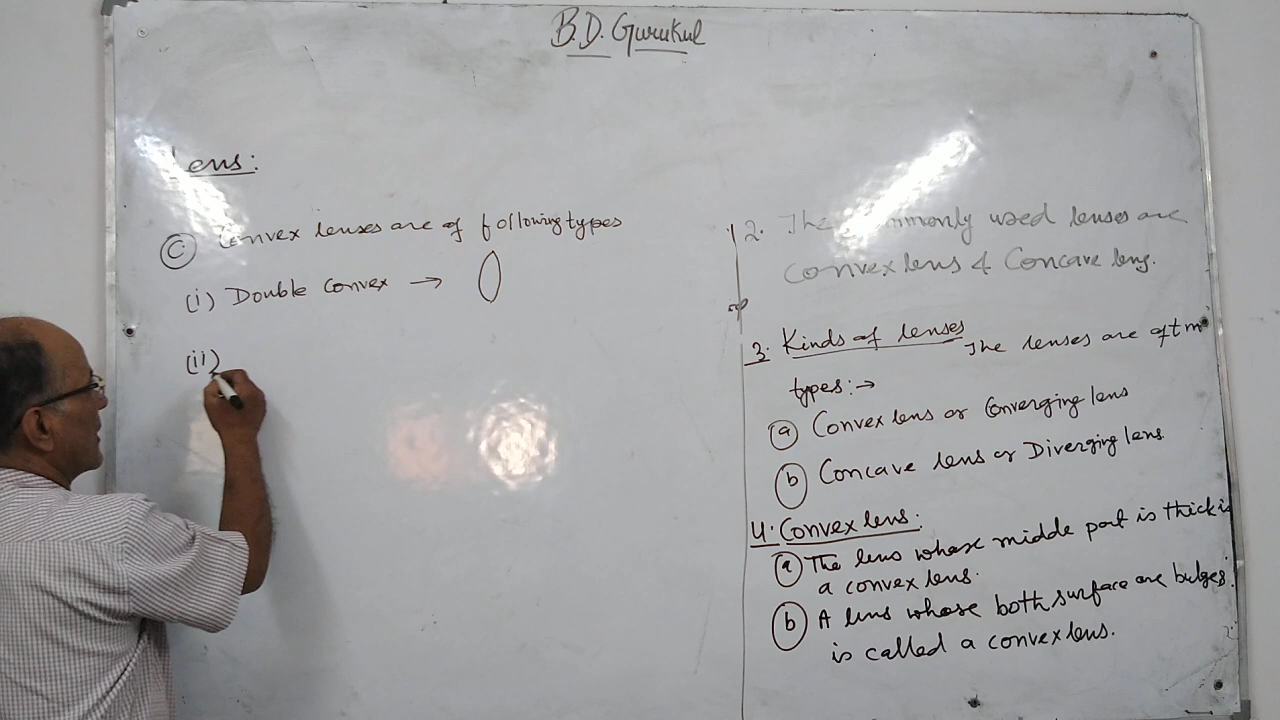 B.D. Gurukul
Lens:
(C) Convex lenses are of following types
(i) Double Convex →
(ii)
2. The commonly used lenses are
Convex lens & Concave lens.
3. Kinds of lenses The lenses are of
types:→
(a) Convex lens or Converging lens
(b) Concave lens or Diverging lens.
4. Convex lens:
(a) The lens whose middle part is thick is
a convex lens.
(b) A lens whose both surface are bulges.
is called a convex lens.